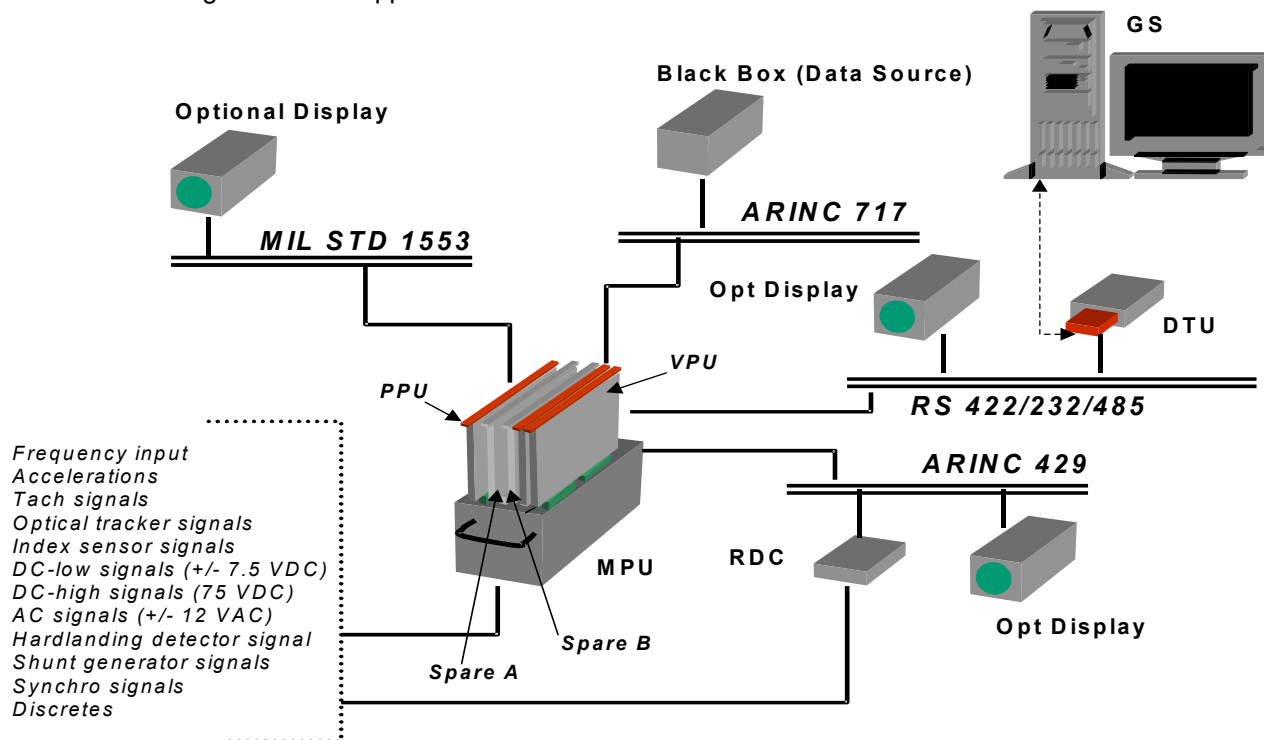 GS
Black Box (Data Source)
Optional Display
ARINC 717
MIL STD 1553
Opt Display
DTU
VPU
PPU
RS 422/232/485
Frequency input
Accelerations
Tach signals
Optical tracker signals
Index sensor signals
DC-low signals (+/- 7.5 VDC)
DC-high signals (75 VDC)
AC signals (+/- 12 VAC)
Hardlanding detector signal
Shunt generator signals
Synchro signals
Discretes
ARINC 429
MPU
RDC
Opt Display
Spare B
Spare A